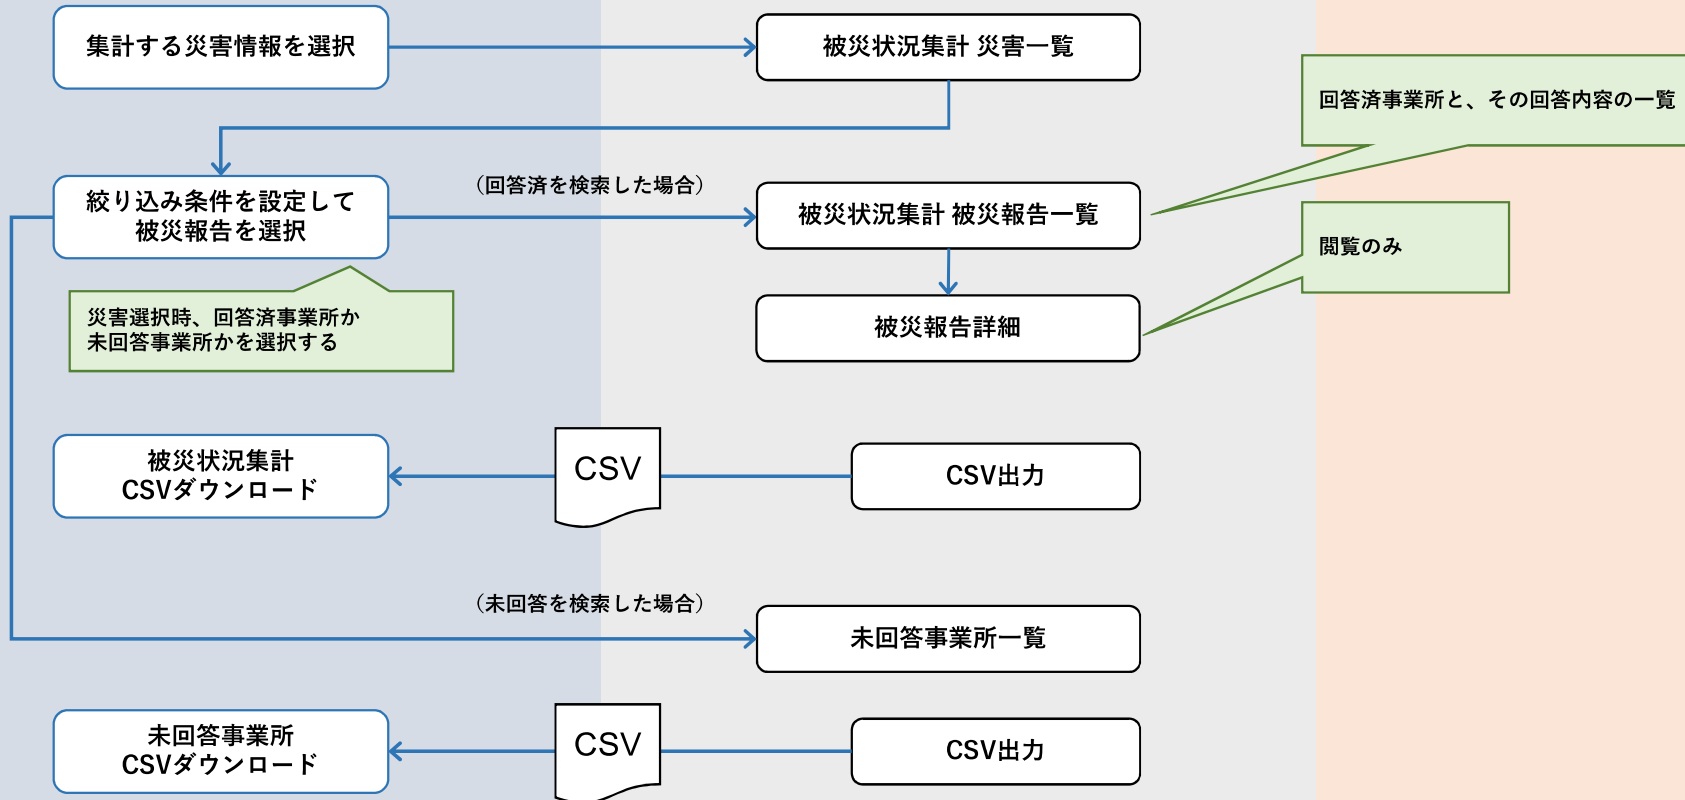 集計する災害情報を選択
被災状況集計 災害一覧
回答済事業所と、その回答内容の一覧
絞り込み条件を設定して
被災報告を選択
（回答済を検索した場合）
被災状況集計 被災報告一覧
閲覧のみ
災害選択時、回答済事業所か
未回答事業所かを選択する
被災報告詳細
被災状況集計
CSVダウンロード
CSV
CSV出力
（未回答を検索した場合）
未回答事業所一覧
未回答事業所
CSVダウンロード
CSV
CSV出力